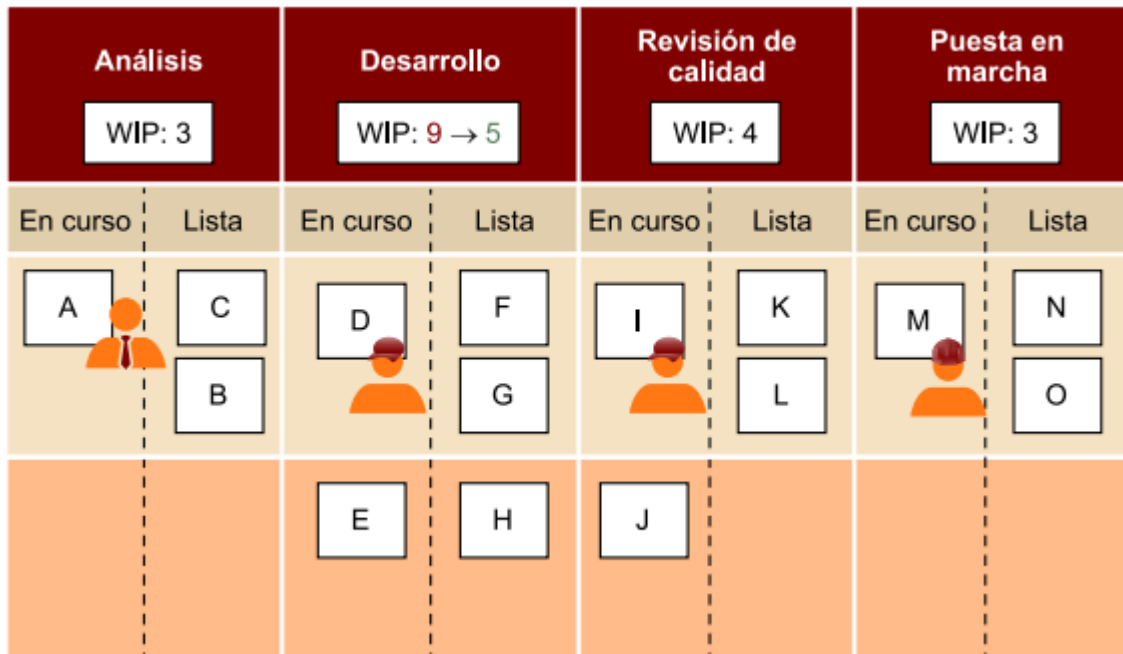 Análisis
Desarrollo
Revisión de
calidad
Puesta en
marcha
WIP: 3
WIP: 9 → 5
WIP: 4
WIP: 3
En curso
Lista
En curso
Lista
En curso
Lista
En curso
Lista
A
C
D
F
I
K
M
N
B
G
L
O
E
H
J